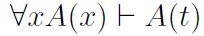 ∀xA(x) ⊢ A(t)